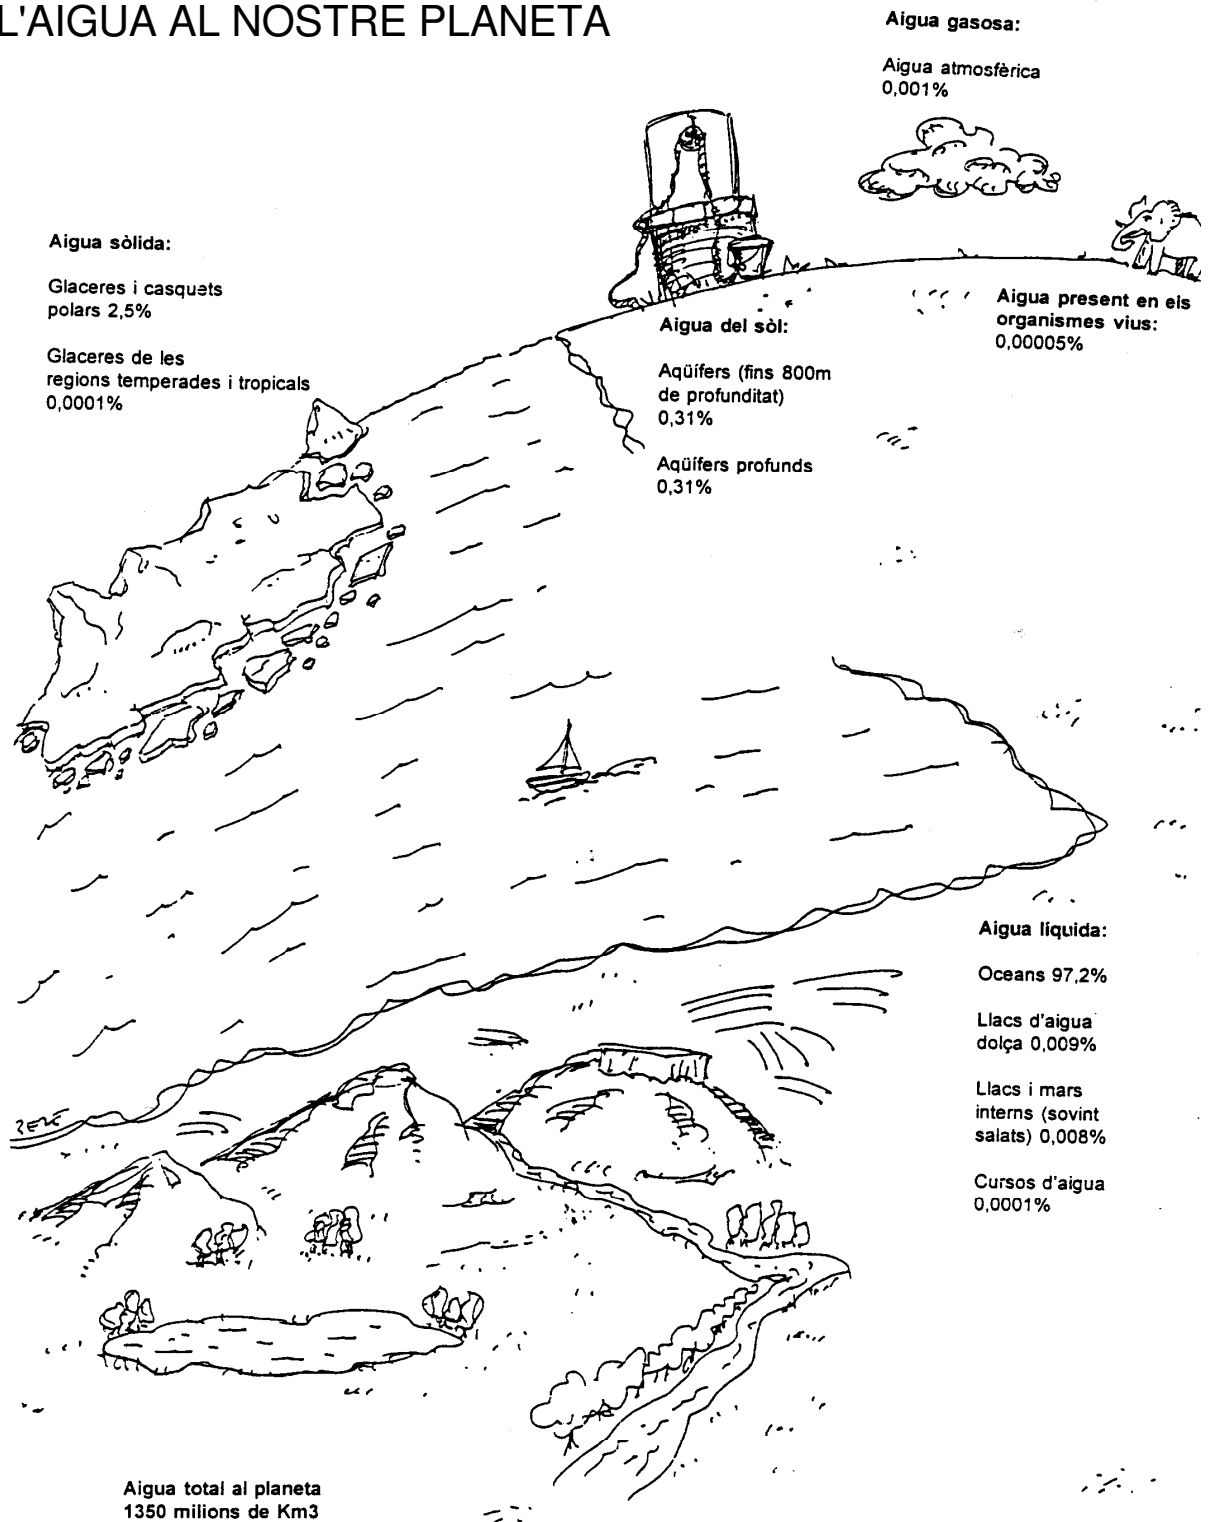 L'AIGUA AL NOSTRE PLANETA
Aigua gasosa:
Aigua atmosfèrica
0,001%
Aigua sòlida:
Glaceres i casquets
polars 2,5%
Glaceres de les
regions temperades i tropicals
0,0001%
Aigua del sòl:
Aqüífers (fins 800m
de profunditat)
0,31%
Aqüífers profunds
0,31%
Aigua present en els
organismes vius:
0,00005%
Aigua líquida:
Oceans 97,2%
Llacs d'aigua
dolça 0,009%
Llacs i mars
interns (sovint
salats) 0,008%
Cursos d'aigua
0,0001%
Aigua total al planeta
1350 milions de Km3